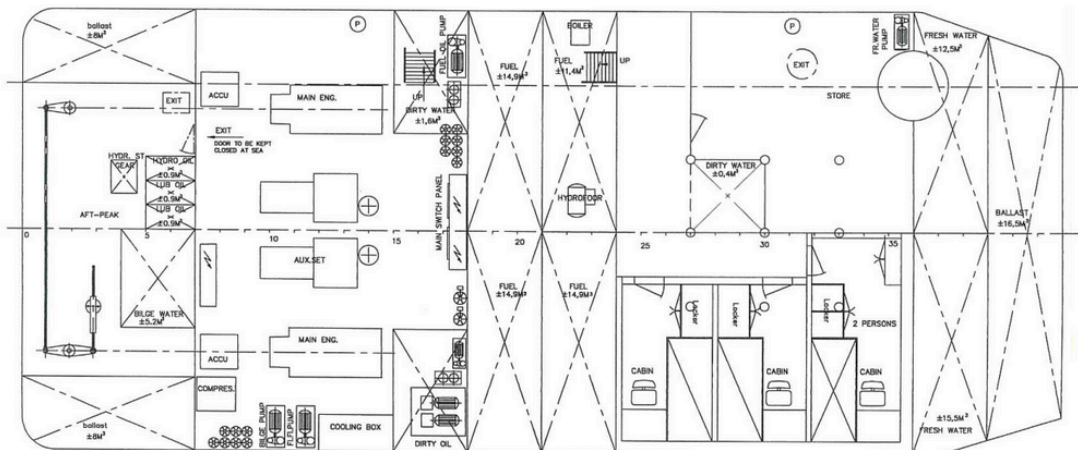 ballast
±8M³
P
FUEL OIL PUMP
BOILER
P
FR.WATER
PUMP
FRESH WATER
±12,5M³
ACCU
MAIN ENG.
UP
FUEL
±14,9M³
FUEL
±11,4M³
UP
EXIT
STORE
EXIT
DIRTY WATER
±1,6M³
EXIT
DOOR TO BE KEPT
CLOSED AT SEA
HYDR. ST
GEAR
HYDRO OIL
±0.9M³
LUB OIL
±0.9M³
LUB OIL
±0.9M³
DIRTY WATER
±0,4M³
HYDROFOOR
MAIN SWITCH PANEL
AFT-PEAK
BALLAST
±16,5M³
0
5
10
15
20
25
30
35
AUX.SET
FUEL
±14,9M³
FUEL
±14,9M³
BILGE WATER
±5.2M³
Locker
Locker
Locker
2 PERSONS
MAIN ENG.
ACCU
CABIN
CABIN
CABIN
COMPRES.
ballast
±8M³
BILGE PUMP
FI.FI.PUMP
COOLING BOX
DIRTY OIL
±15,5M³
FRESH WATER